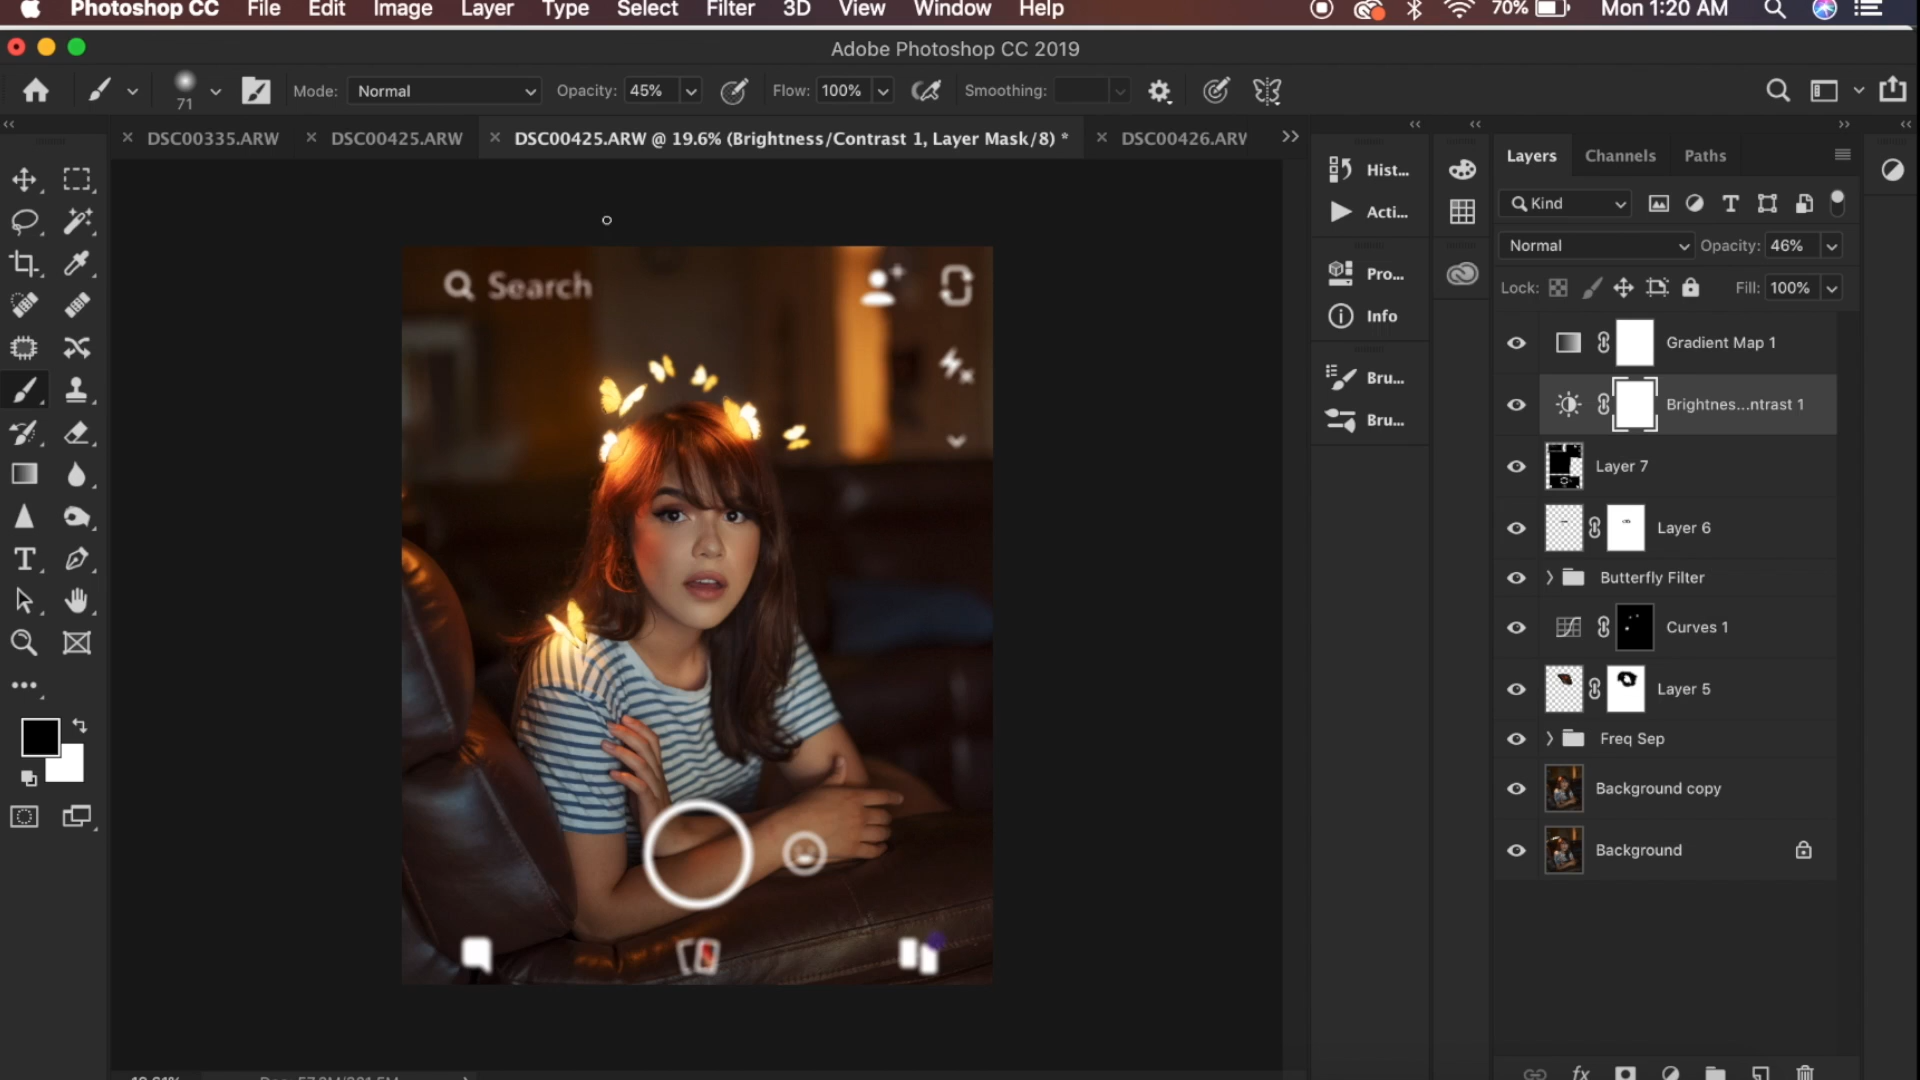 Photoshop CC File Edit Image Layer Type Select Filter 3D View Window Help 70% Mon 1:20 AM
Adobe Photoshop CC 2019
71 Mode: Normal Opacity: 45% Flow: 100% Smoothing:
DSC00335.ARW DSC00425.ARW DSC00425.ARW @ 19.6% (Brightness/Contrast 1, Layer Mask/8) * DSC00426.ARW
Hist...
Acti...
Pro...
Info
Bru...
Bru...
Layers Channels Paths
Kind
Normal Opacity: 46%
Lock: Fill: 100%
Gradient Map 1
Brightnes...ntrast 1
Layer 7
Layer 6
Butterfly Filter
Curves 1
Layer 5
Freq Sep
Background copy
Background
Search
fx